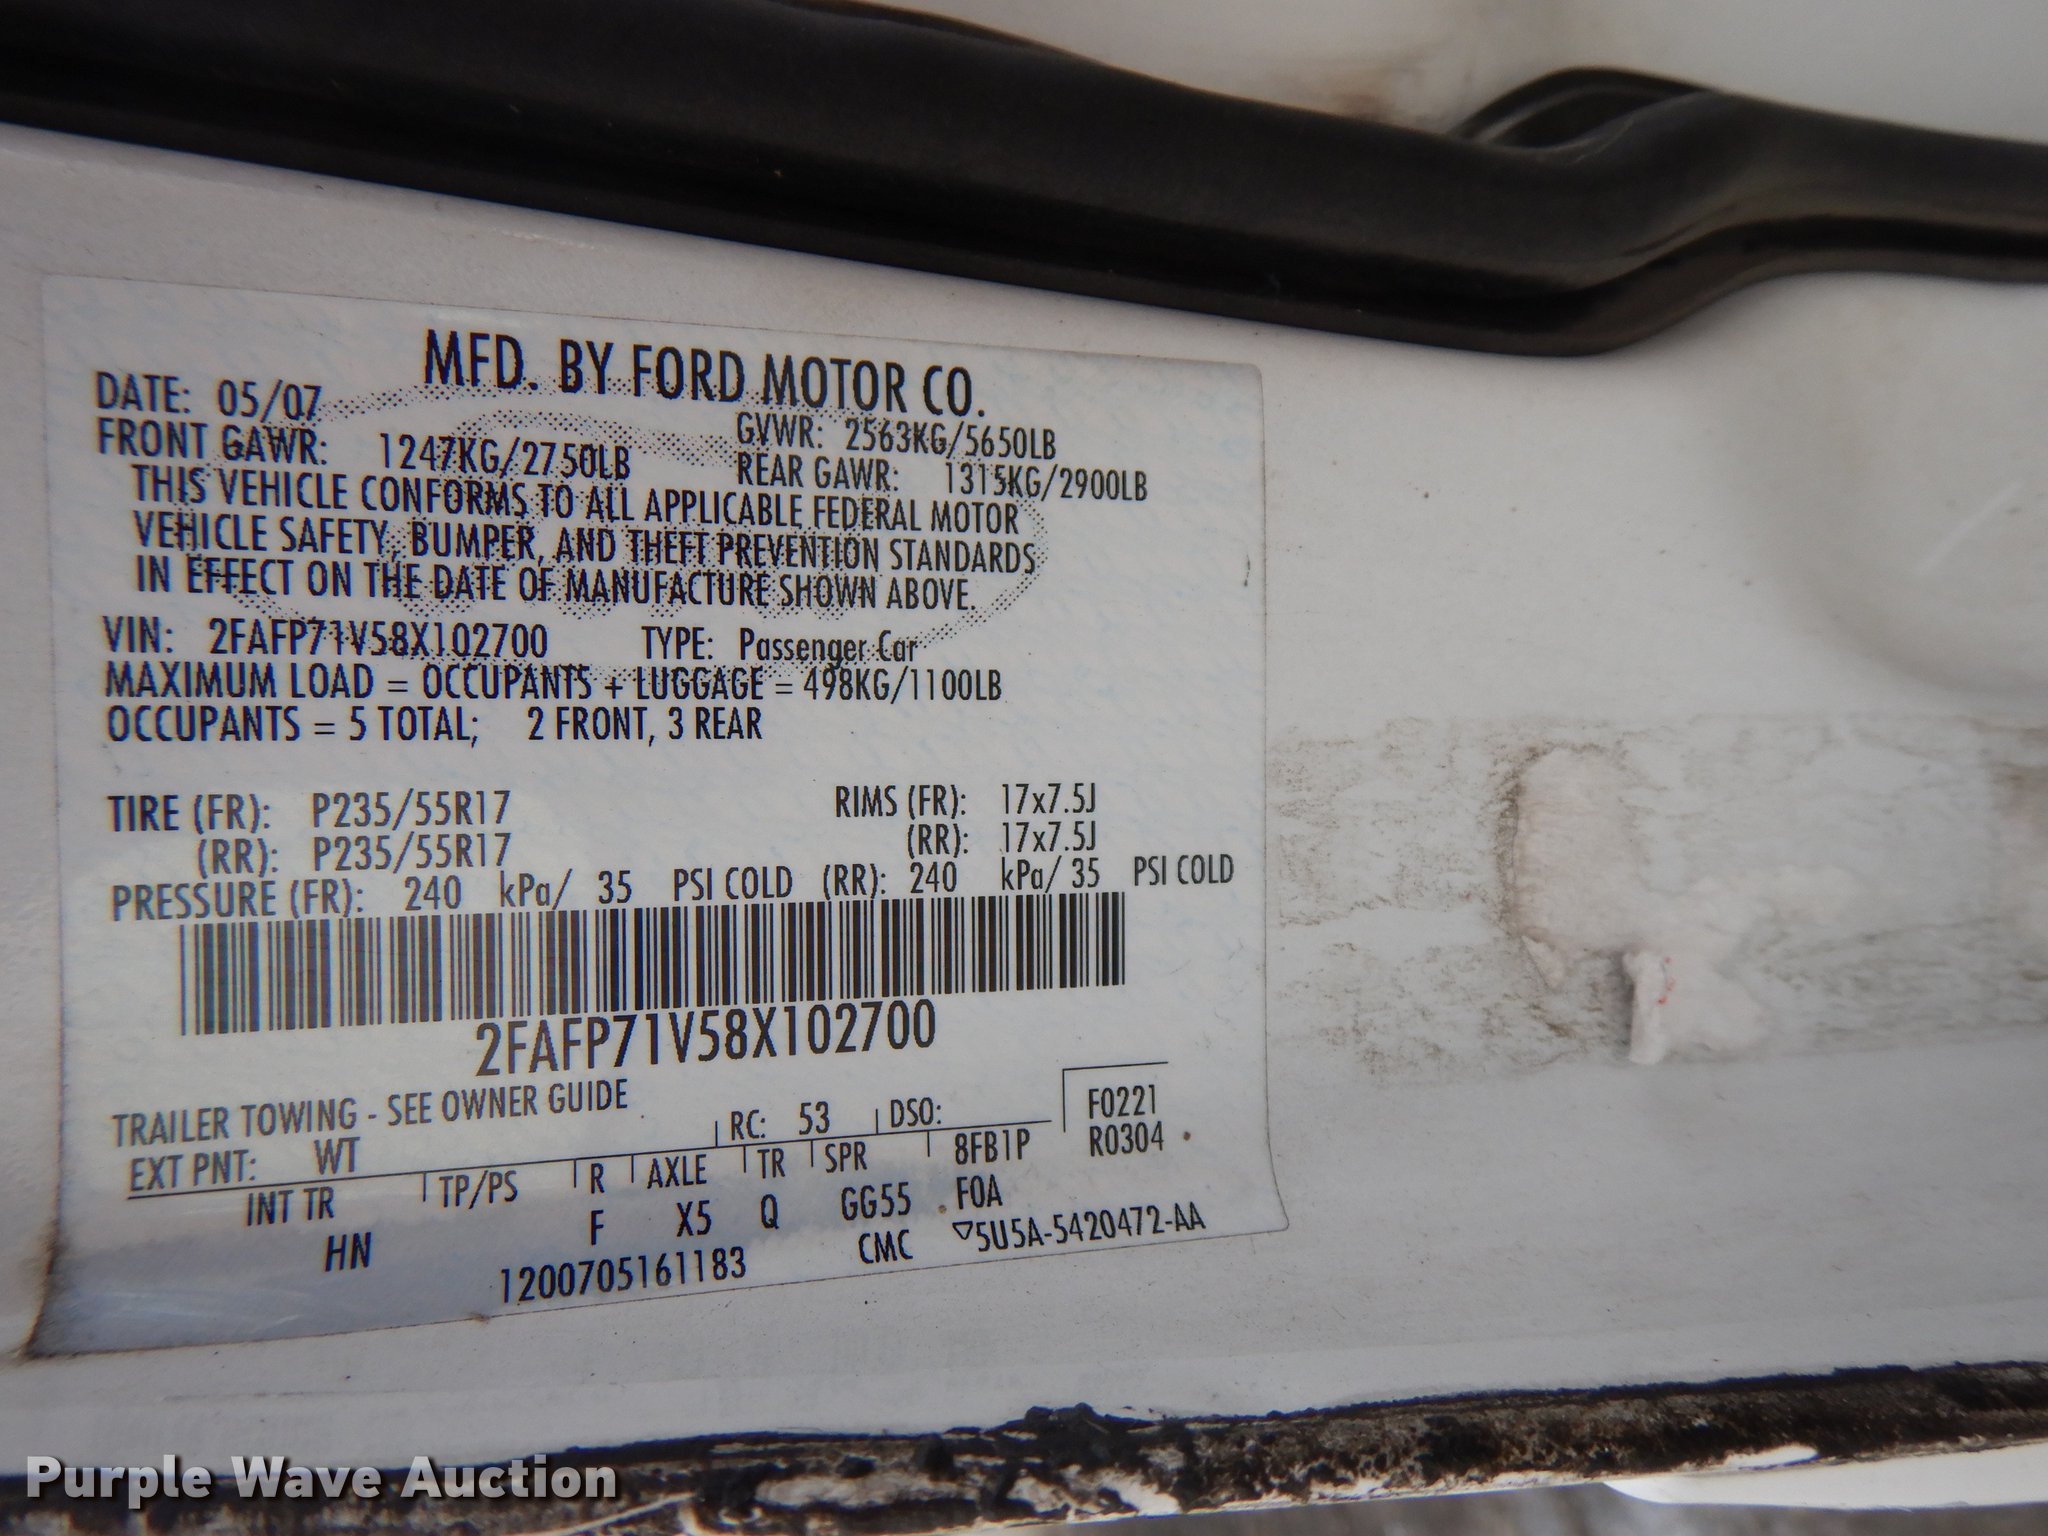 MFD. BY FORD MOTOR CO.
DATE: 05/07 GVWR: 2563KG/5650LB
FRONT GAWR: 1247KG/2750LB REAR GAWR: 1315KG/2900LB
THIS VEHICLE CONFORMS TO ALL APPLICABLE FEDERAL MOTOR
VEHICLE SAFETY, BUMPER, AND THEFT PREVENTION STANDARDS
IN EFFECT ON THE DATE OF MANUFACTURE SHOWN ABOVE.
VIN: 2FAFP71V58X102700 TYPE: Passenger Car
MAXIMUM LOAD = OCCUPANTS + LUGGAGE = 498KG/1100LB
OCCUPANTS = 5 TOTAL; 2 FRONT, 3 REAR
TIRE (FR): P235/55R17 RIMS (FR): 17x7.5J
(RR): P235/55R17 (RR): 17x7.5J
PRESSURE (FR): 240 kPa/ 35 PSI COLD (RR): 240 kPa/ 35 PSI COLD
2FAFP71V58X102700
TRAILER TOWING - SEE OWNER GUIDE
EXT PNT: WT RC: 53 DSO: F0221
INT TR TP/PS R AXLE TR SPR 8FB1P R0304
HN F X5 Q GG55 F0A
1200705161183 CMC ▽5U5A-5420472-AA
Purple Wave Auction